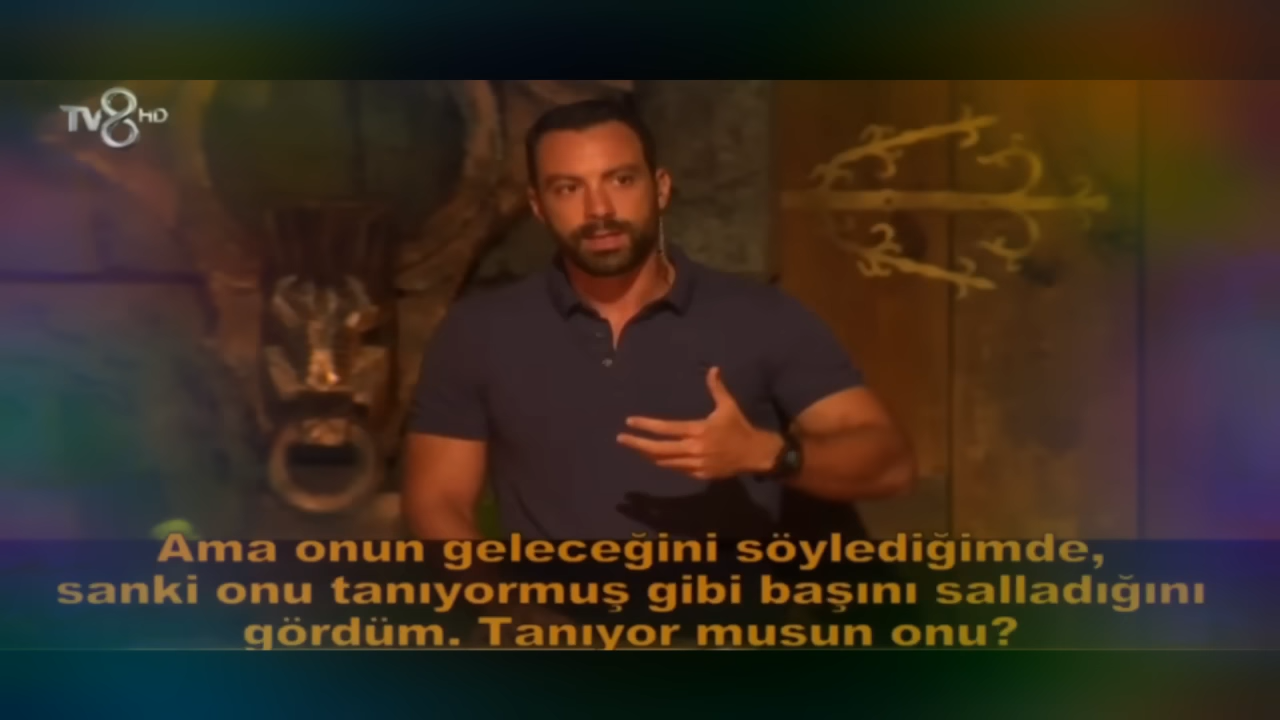 TV8 HD
Ama onun geleceğini söylediğimde,
sanki onu tanıyormuş gibi başını salladığını
gördüm. Tanıyor musun onu?